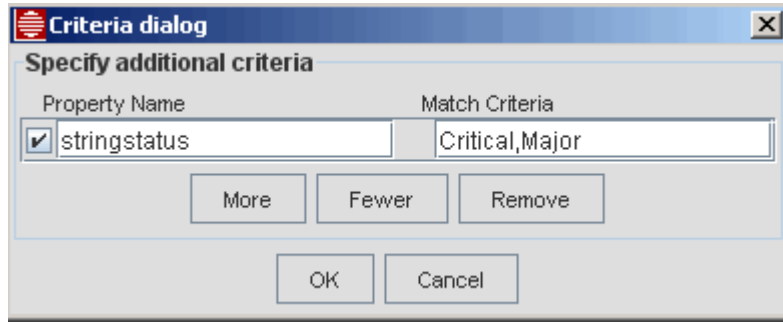 Criteria dialog
Specify additional criteria
Property Name Match Criteria
stringstatus Critical,Major
More Fewer Remove
OK Cancel